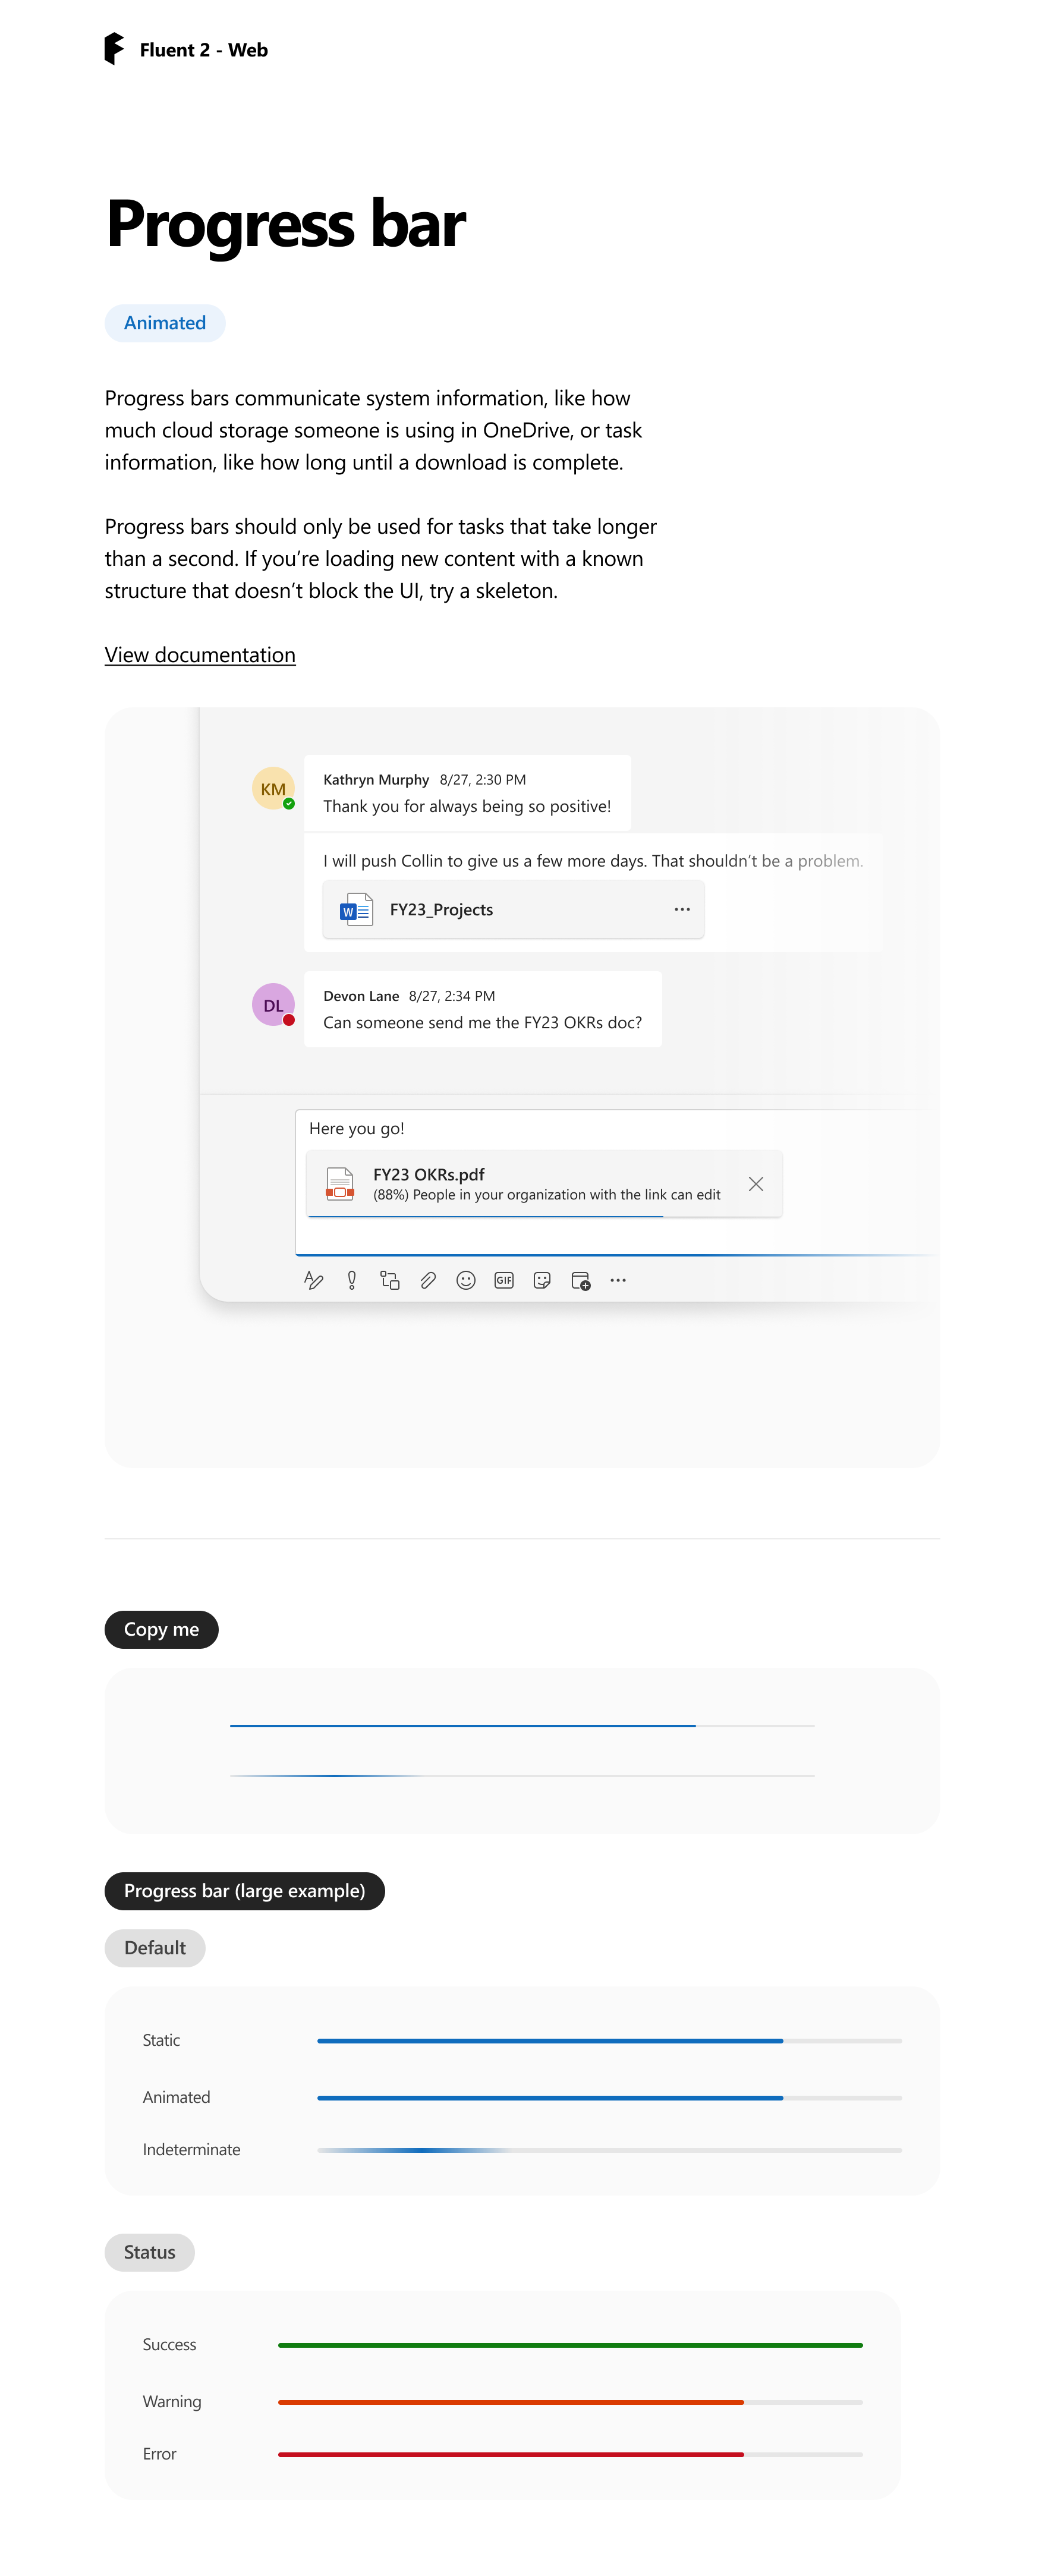 Fluent 2 - Web
Progress bar
Animated
Progress bars communicate system information, like how
much cloud storage someone is using in OneDrive, or task
information, like how long until a download is complete.
Progress bars should only be used for tasks that take longer
than a second. If you’re loading new content with a known
structure that doesn’t block the UI, try a skeleton.
View documentation
KM
Kathryn Murphy 8/27, 2:30 PM
Thank you for always being so positive!
I will push Collin to give us a few more days. That shouldn’t be a problem.
W
FY23_Projects
DL
Devon Lane 8/27, 2:34 PM
Can someone send me the FY23 OKRs doc?
Here you go!
FY23 OKRs.pdf
(88%) People in your organization with the link can edit
GIF
Copy me
Progress bar (large example)
Default
Static
Animated
Indeterminate
Status
Success
Warning
Error